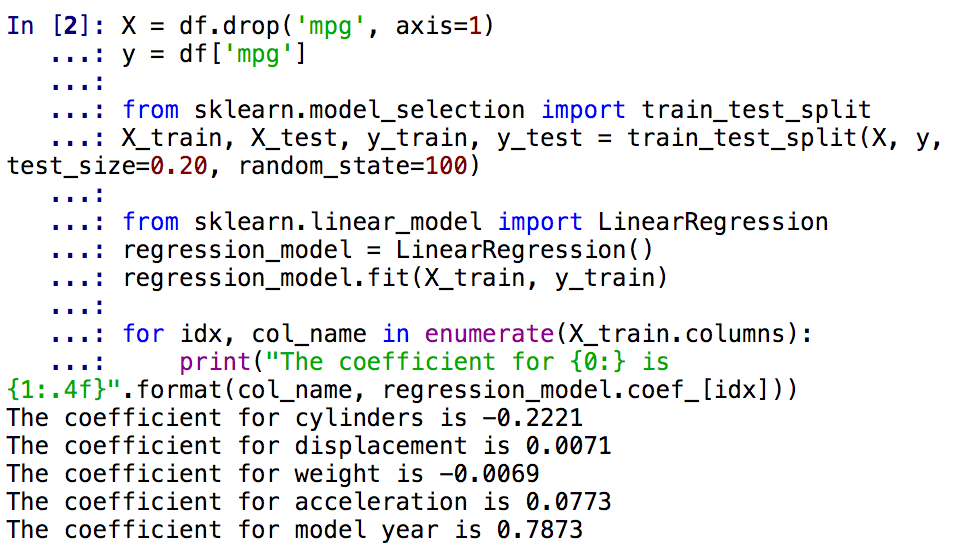 In [2]: X = df.drop('mpg', axis=1)
   ...: y = df['mpg']
   ...:
   ...: from sklearn.model_selection import train_test_split
   ...: X_train, X_test, y_train, y_test = train_test_split(X, y,
test_size=0.20, random_state=100)
   ...:
   ...: from sklearn.linear_model import LinearRegression
   ...: regression_model = LinearRegression()
   ...: regression_model.fit(X_train, y_train)
   ...:
   ...: for idx, col_name in enumerate(X_train.columns):
   ...:     print("The coefficient for {0:} is
{1:.4f}".format(col_name, regression_model.coef_[idx]))
The coefficient for cylinders is -0.2221
The coefficient for displacement is 0.0071
The coefficient for weight is -0.0069
The coefficient for acceleration is 0.0773
The coefficient for model year is 0.7873